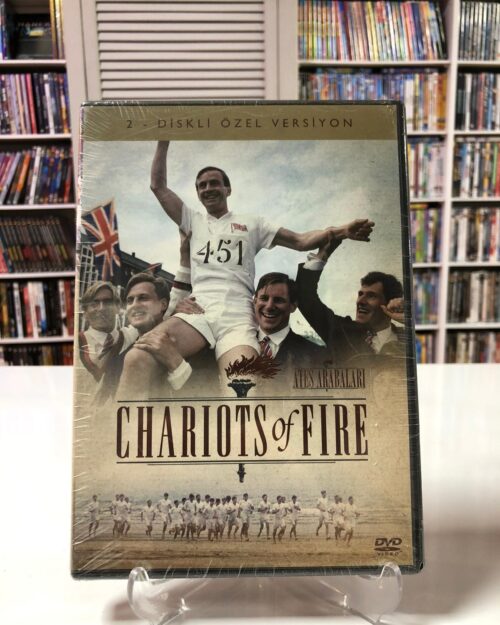 2 - DİSKLİ ÖZEL VERSİYON
451
ATEŞ ARABALARI
CHARIOTS of FIRE
DVD
VIDEO